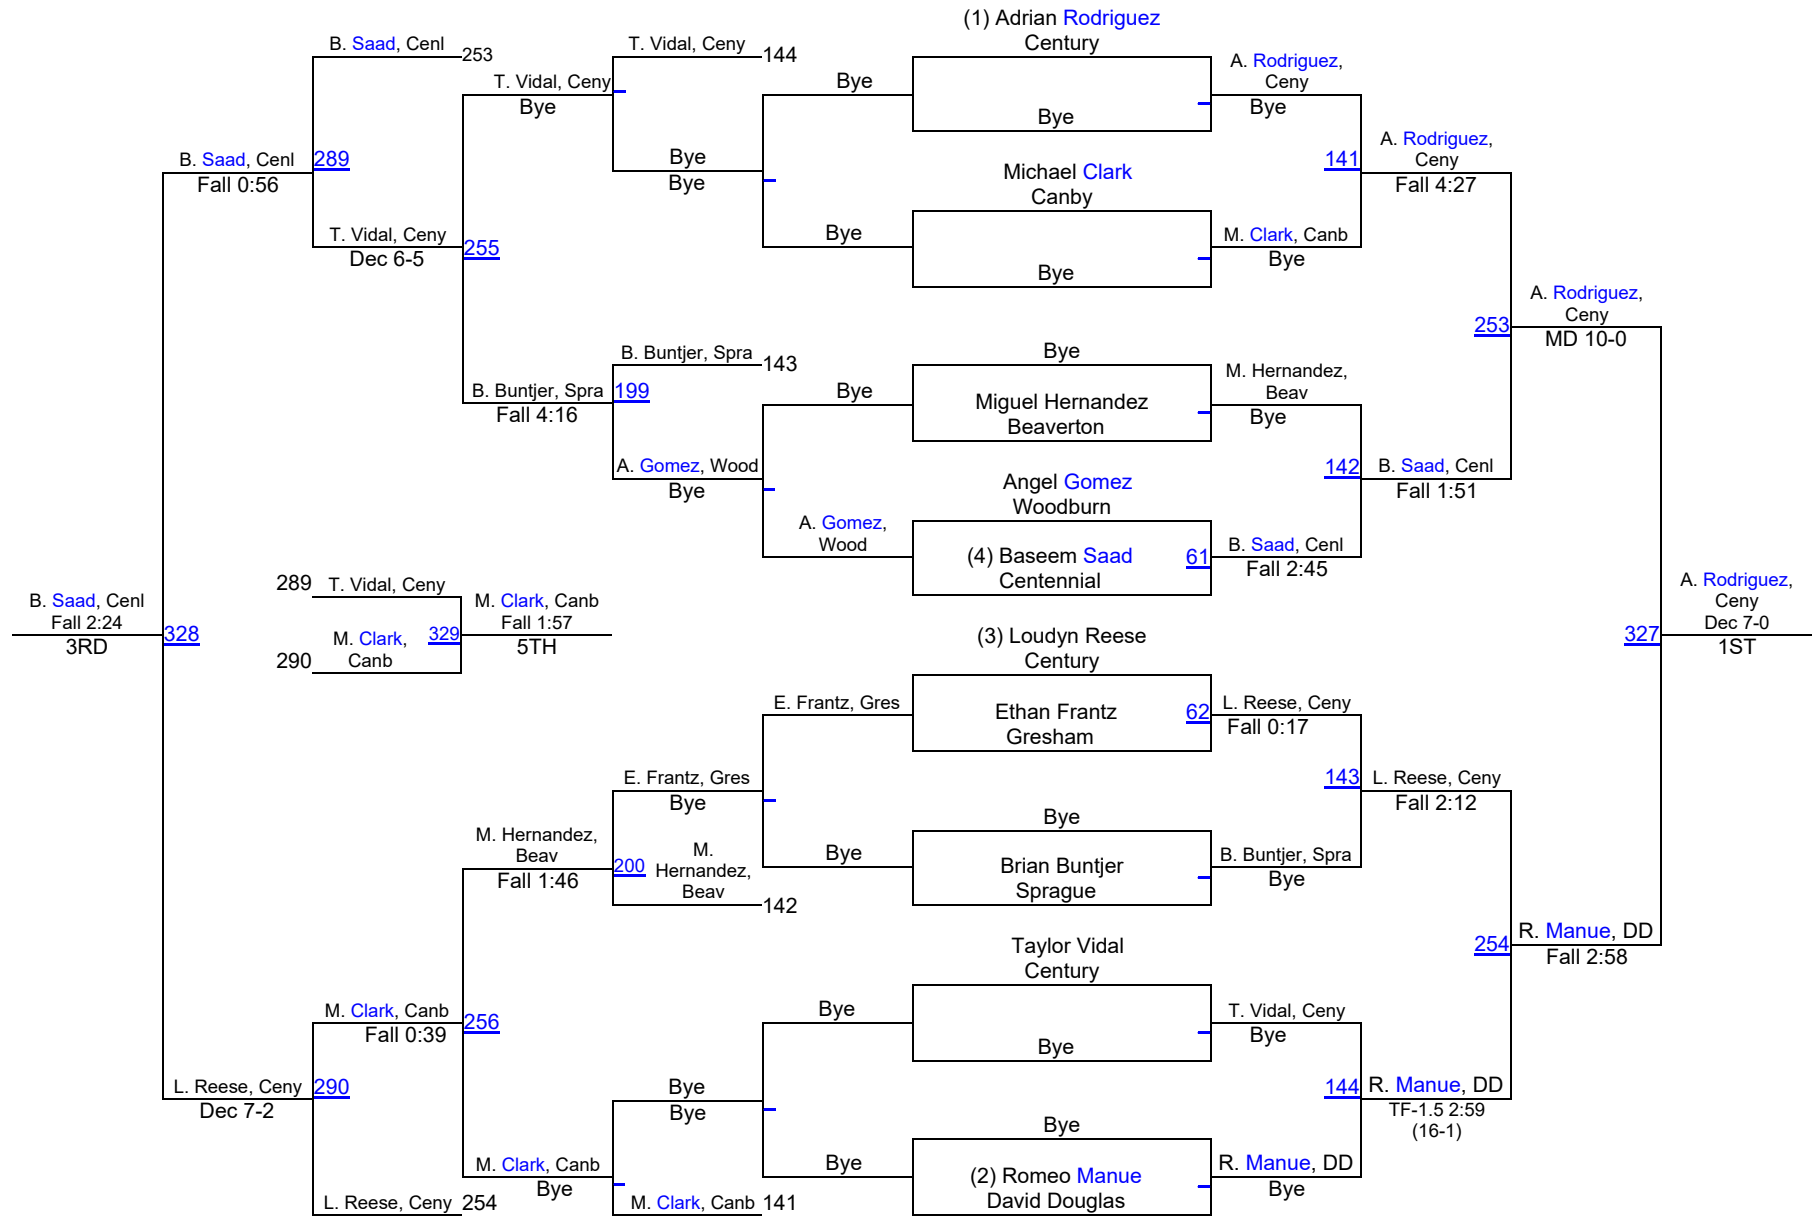 (1) Adrian Rodriguez
Century
B. Saad, Cenl
253
T. Vidal, Ceny
144
T. Vidal, Ceny
Bye
Bye
Bye
A. Rodriguez,
Ceny
Bye
B. Saad, Cenl
Fall 0:56
289
Bye
Bye
Michael Clark
Canby
141
A. Rodriguez,
Ceny
Fall 4:27
T. Vidal, Ceny
Dec 6-5
255
Bye
Bye
M. Clark, Canb
Bye
A. Rodriguez,
Ceny
MD 10-0
253
B. Buntjer, Spra
143
B. Buntjer, Spra
Fall 4:16
199
Bye
Bye
Miguel Hernandez
Beaverton
M. Hernandez,
Beav
Bye
A. Gomez, Wood
Bye
Angel Gomez
Woodburn
142
B. Saad, Cenl
Fall 1:51
A. Gomez,
Wood
(4) Baseem Saad
Centennial
61
B. Saad, Cenl
Fall 2:45
B. Saad, Cenl
Fall 2:24
3RD
328
289
T. Vidal, Ceny
M. Clark,
Canb
290
329
M. Clark, Canb
Fall 1:57
5TH
(3) Loudyn Reese
Century
327
A. Rodriguez,
Ceny
Dec 7-0
1ST
E. Frantz, Gres
Ethan Frantz
Gresham
62
L. Reese, Ceny
Fall 0:17
E. Frantz, Gres
Bye
143
L. Reese, Ceny
Fall 2:12
M. Hernandez,
Beav
Fall 1:46
200
M.
Hernandez,
Beav
142
Bye
Bye
Brian Buntjer
Sprague
B. Buntjer, Spra
Bye
Taylor Vidal
Century
254
R. Manue, DD
Fall 2:58
M. Clark, Canb
Fall 0:39
256
Bye
Bye
T. Vidal, Ceny
Bye
L. Reese, Ceny
Dec 7-2
290
Bye
Bye
144
R. Manue, DD
TF-1.5 2:59
(16-1)
M. Clark, Canb
Bye
Bye
Bye
(2) Romeo Manue
David Douglas
R. Manue, DD
Bye
L. Reese, Ceny
254
M. Clark, Canb
141